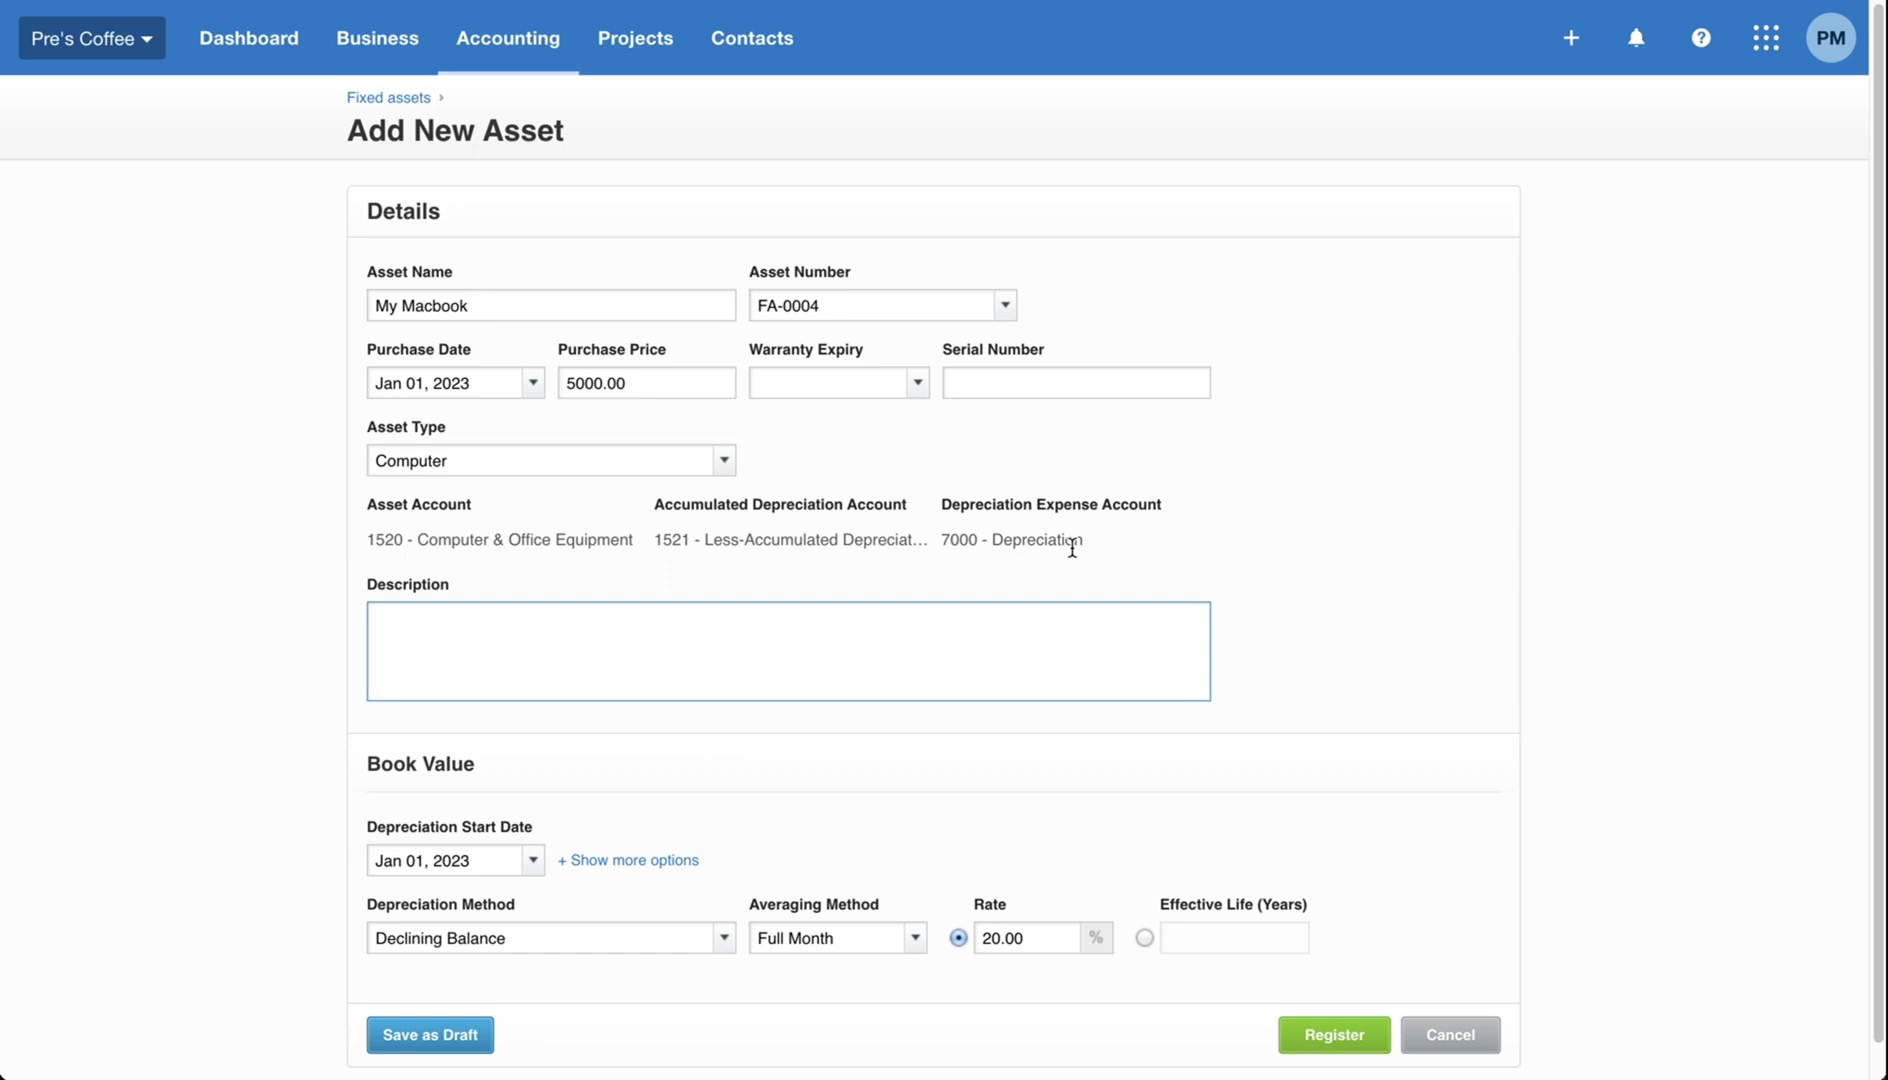 Pre's Coffee Dashboard Business Accounting Projects Contacts PM
Fixed assets ›
Add New Asset
Details
Asset Name Asset Number
My Macbook FA-0004
Purchase Date Purchase Price Warranty Expiry Serial Number
Jan 01, 2023 5000.00
Asset Type
Computer
Asset Account Accumulated Depreciation Account Depreciation Expense Account
1520 - Computer & Office Equipment 1521 - Less-Accumulated Depreciat... 7000 - Depreciation
Description
Book Value
Depreciation Start Date
Jan 01, 2023 + Show more options
Depreciation Method Averaging Method Rate Effective Life (Years)
Declining Balance Full Month 20.00 %
Save as Draft Register Cancel